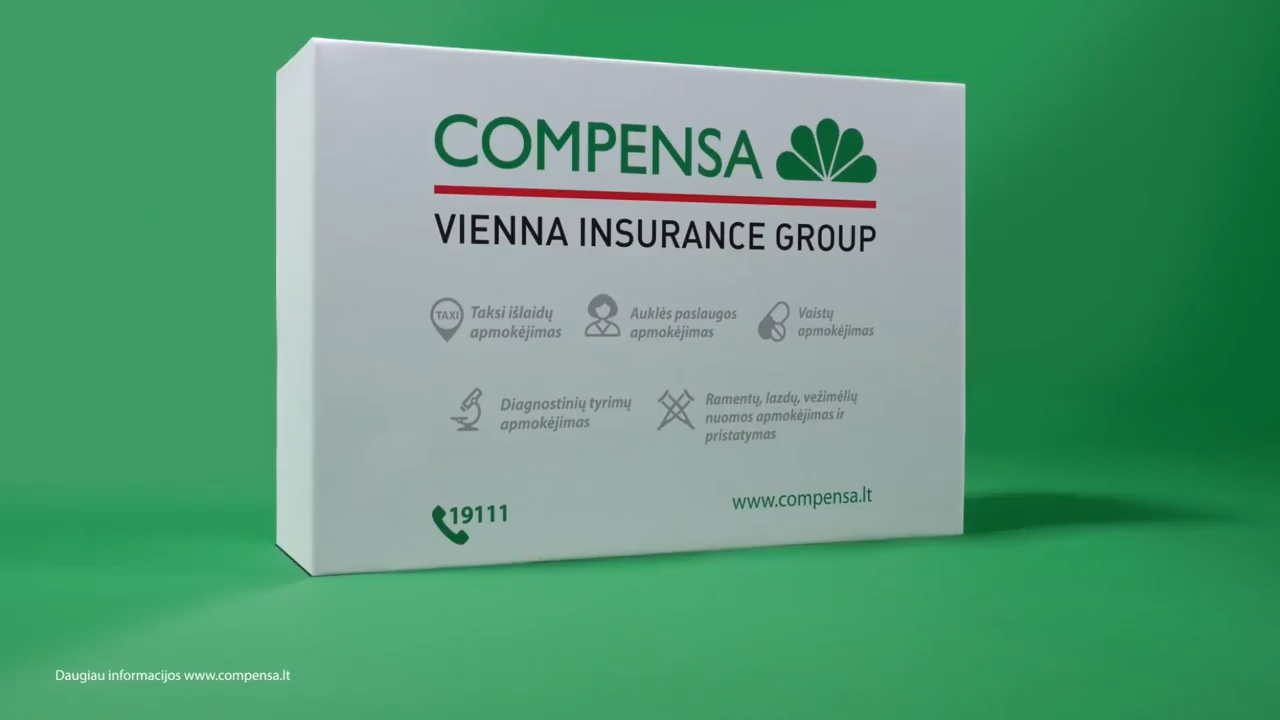 COMPENSA
VIENNA INSURANCE GROUP
TAXI
Taksi išlaidų
apmokėjimas
Auklės paslaugos
apmokėjimas
Vaistų
apmokėjimas
Diagnostinių tyrimų
apmokėjimas
Ramentų, lazdų, vežimėlių
nuomos apmokėjimas ir
pristatymas
19111
www.compensa.lt
Daugiau informacijos www.compensa.lt